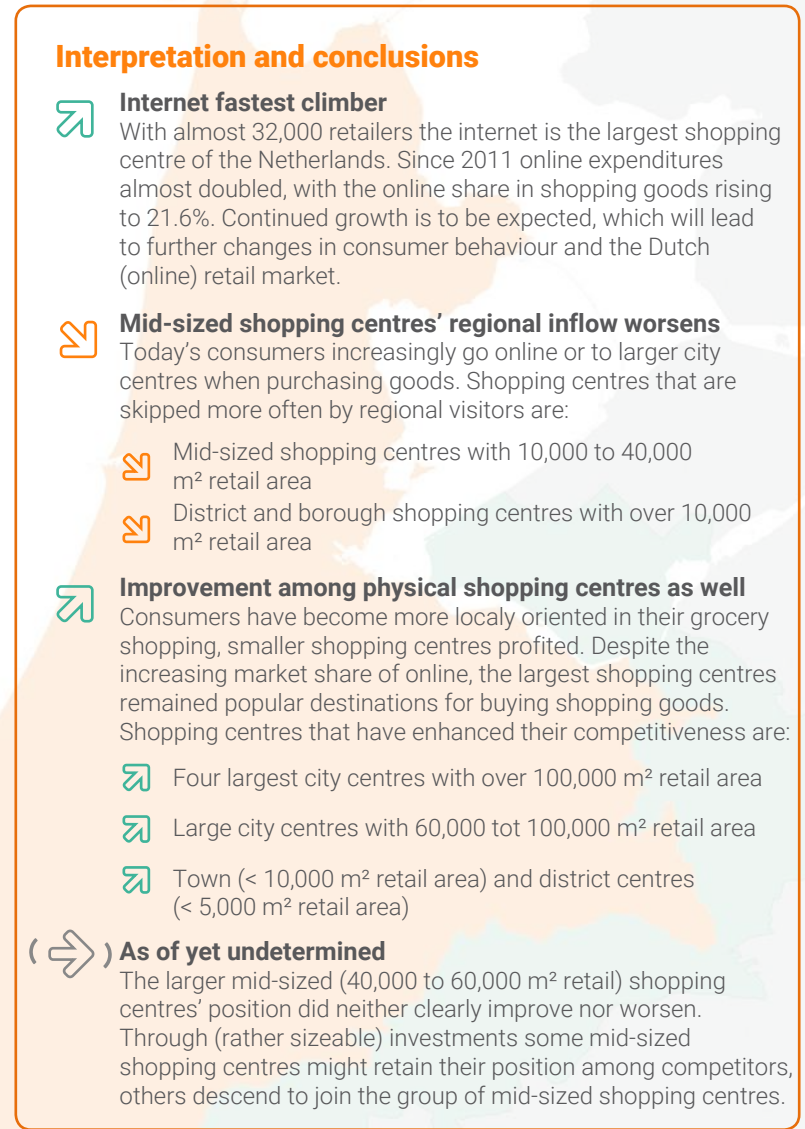 Interpretation and conclusions
Internet fastest climber
With almost 32,000 retailers the internet is the largest shopping
centre of the Netherlands. Since 2011 online expenditures
almost doubled, with the online share in shopping goods rising
to 21.6%. Continued growth is to be expected, which will lead
to further changes in consumer behaviour and the Dutch
(online) retail market.
Mid-sized shopping centres' regional inflow worsens
Today's consumers increasingly go online or to larger city
centres when purchasing goods. Shopping centres that are
skipped more often by regional visitors are:
Mid-sized shopping centres with 10,000 to 40,000
m² retail area
District and borough shopping centres with over 10,000
m² retail area
Improvement among physical shopping centres as well
Consumers have become more localy oriented in their grocery
shopping, smaller shopping centres profited. Despite the
increasing market share of online, the largest shopping centres
remained popular destinations for buying shopping goods.
Shopping centres that have enhanced their competitiveness are:
Four largest city centres with over 100,000 m² retail area
Large city centres with 60,000 tot 100,000 m² retail area
Town (< 10,000 m² retail area) and district centres
(< 5,000 m² retail area)
As of yet undetermined
The larger mid-sized (40,000 to 60,000 m² retail) shopping
centres' position did neither clearly improve nor worsen.
Through (rather sizeable) investments some mid-sized
shopping centres might retain their position among competitors,
others descend to join the group of mid-sized shopping centres.